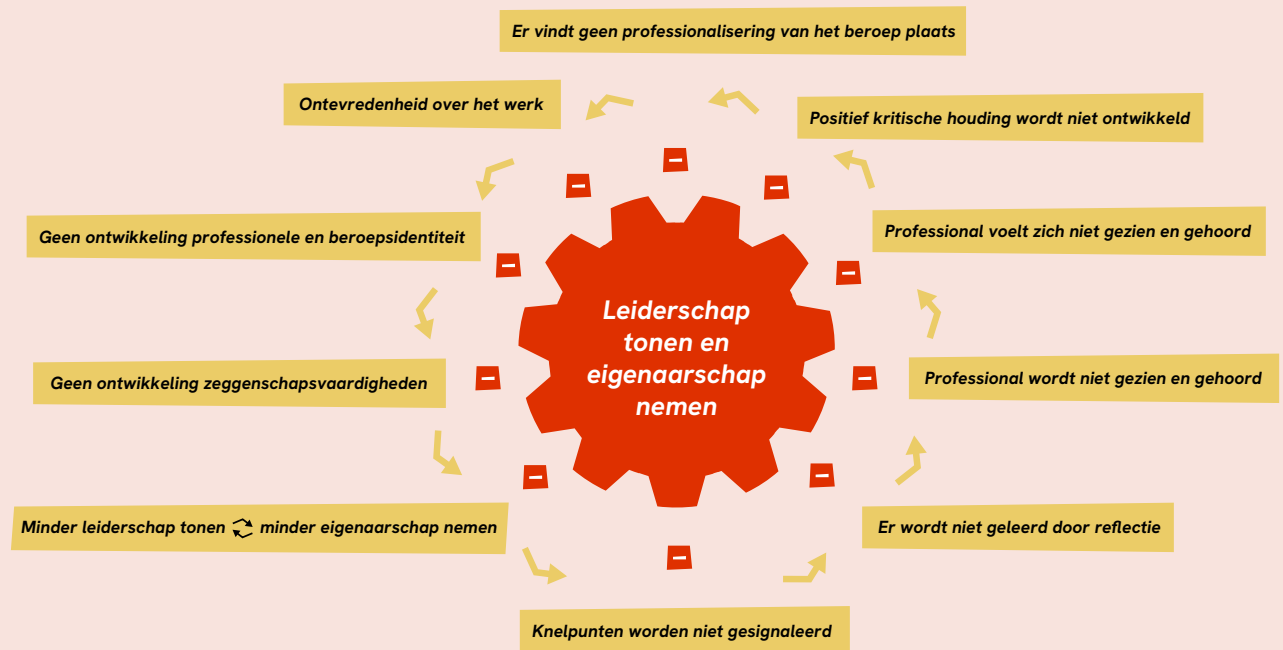 Er vindt geen professionalisering van het beroep plaats
Ontevredenheid over het werk
Positief kritische houding wordt niet ontwikkeld
Geen ontwikkeling professionele en beroepsidentiteit
Professional voelt zich niet gezien en gehoord
Leiderschap
tonen en
eigenaarschap
nemen
Geen ontwikkeling zeggenschapsvaardigheden
Professional wordt niet gezien en gehoord
Minder leiderschap tonen minder eigenaarschap nemen
Er wordt niet geleerd door reflectie
Knelpunten worden niet gesignaleerd